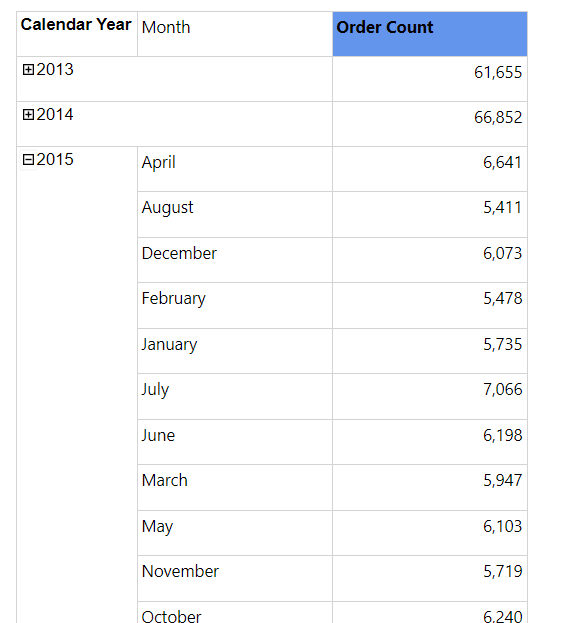 Calendar Year Month Order Count
2013 61,655
2014 66,852
2015 April 6,641
August 5,411
December 6,073
February 5,478
January 5,735
July 7,066
June 6,198
March 5,947
May 6,103
November 5,719
October 6,240